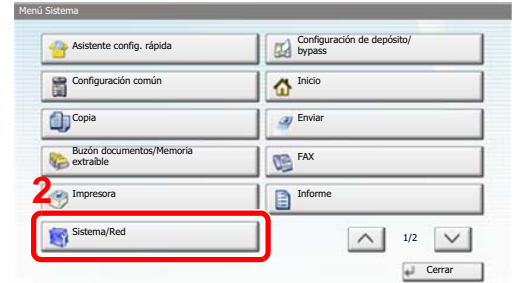 Menú Sistema
Asistente config. rápida
Configuración de depósito/
bypass
Configuración común
Inicio
Copia
Enviar
Buzón documentos/Memoria
extraíble
FAX
2
Impresora
Informe
Sistema/Red
1/2
Cerrar